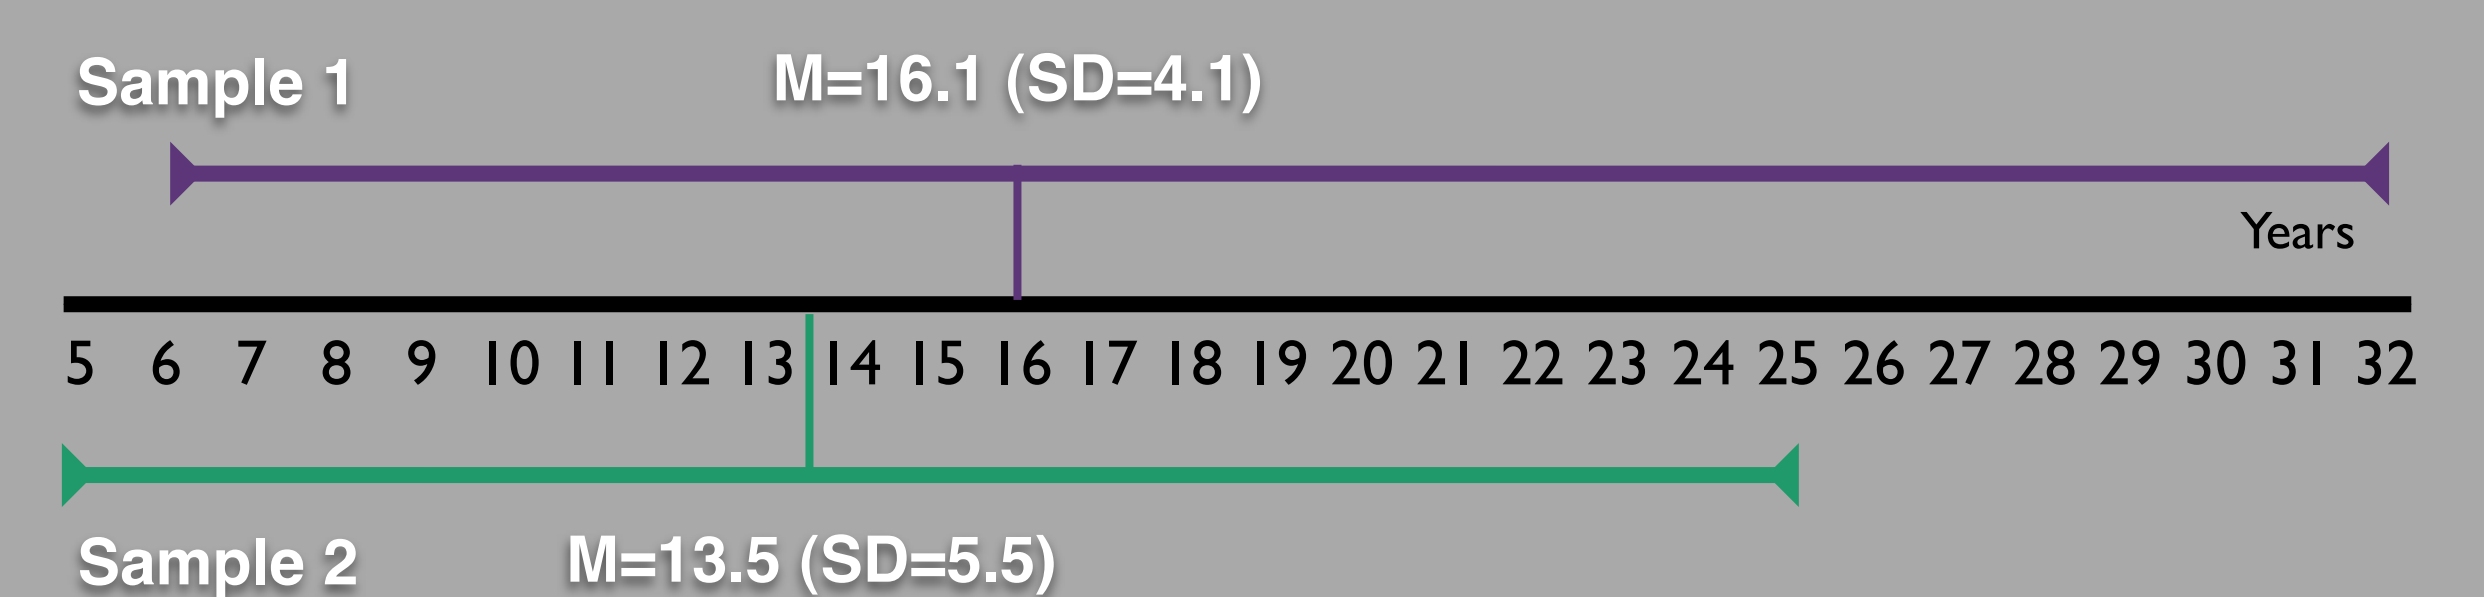 Sample 1
M=16.1 (SD=4.1)
Years
5 6 7 8 9 10 11 12 13 14 15 16 17 18 19 20 21 22 23 24 25 26 27 28 29 30 31 32
Sample 2
M=13.5 (SD=5.5)